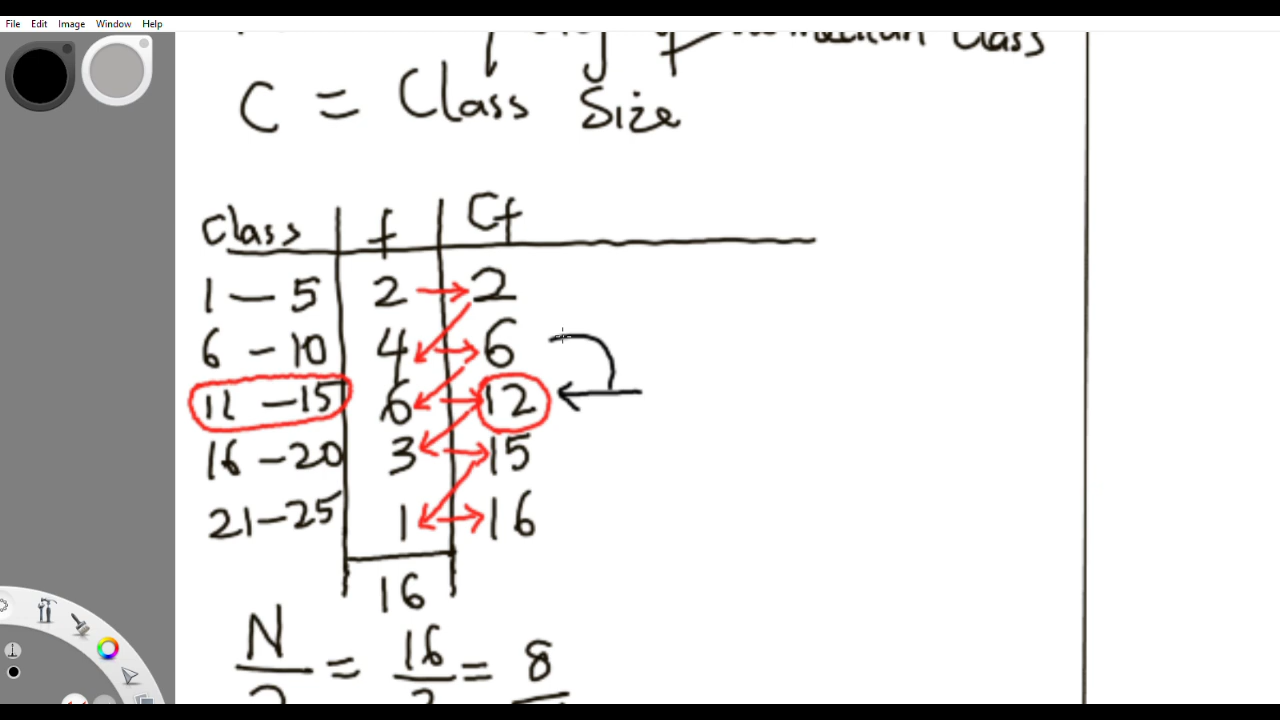 File Edit Image Window Help
Class
C = Class Size
Class f Cf
1 – 5 2 2
6 – 10 4 6
11 – 15 6 12
16 – 20 3 15
21 – 25 1 16
16
N 16
= = 8